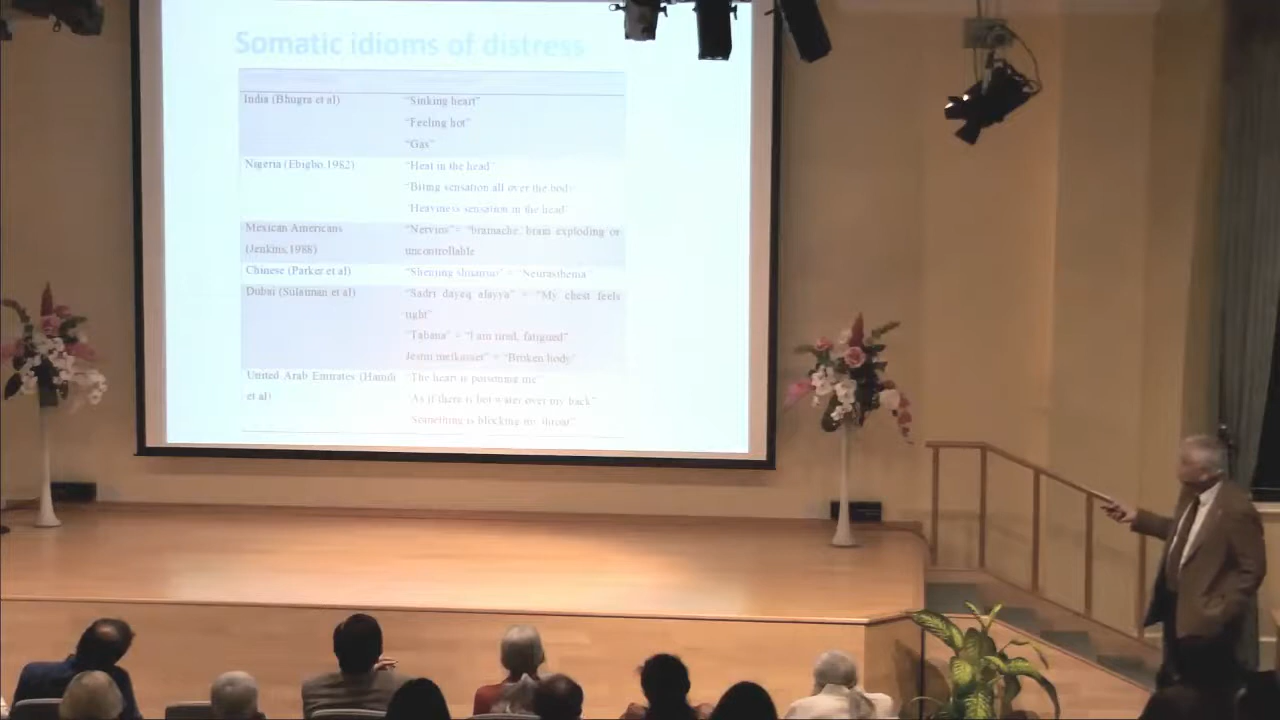 Somatic idioms of distress
India (Bhugra et al) "Sinking heart"
"Feeling hot"
"Gas"
Nigeria (Ebigbo, 1982) "Heat in the head"
"Biting sensation all over the body"
"Heaviness sensation in the head"
Mexican Americans "Nervios" = "brainache, brain exploding or
(Jenkins, 1988) uncontrollable
Chinese (Parker et al) = "Neurasthenia"
Dubai (Sulaiman et al) "Sadri dayeq alayya" = "My chest feels
tight"
"Tabana" = "I am tired, fatigued"
= "Broken body"
United Arab Emirates (Hamdi "The heart is poisoning me"
et al) "As if there is hot water over my back"
"Something is blocking my throat"